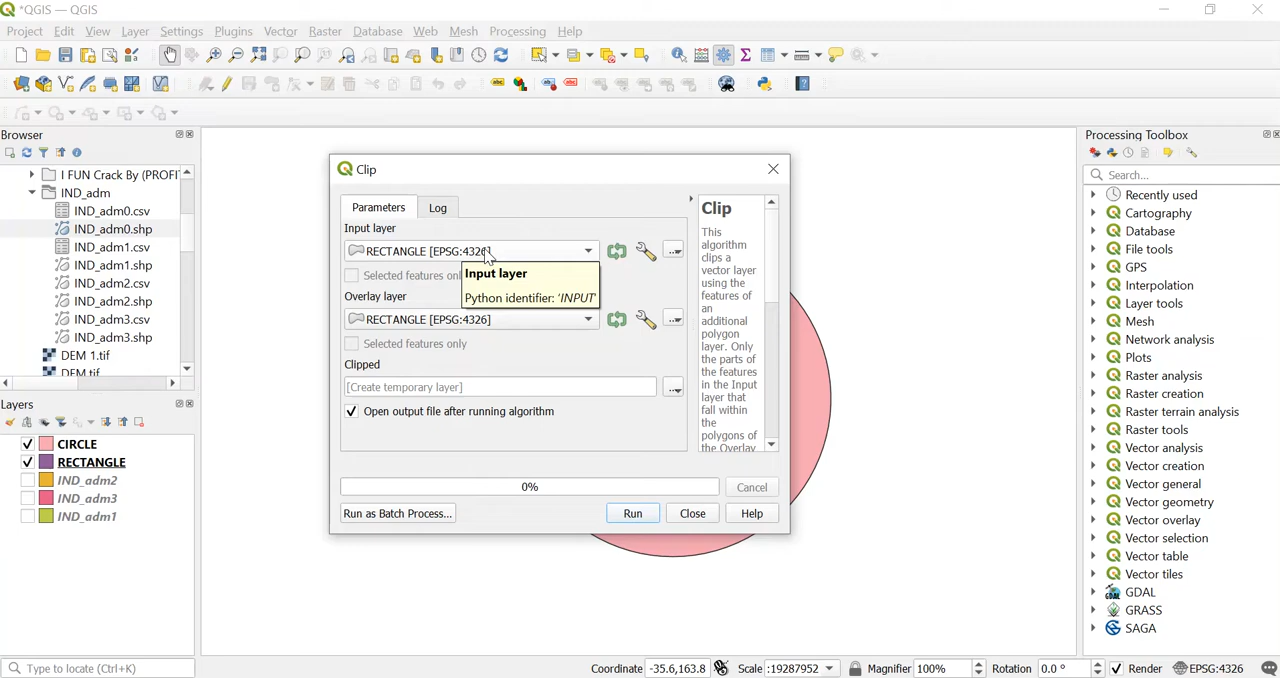 *QGIS — QGIS
Project Edit View Layer Settings Plugins Vector Raster Database Web Mesh Processing Help
Browser
I FUN Crack By (PROFI
IND_adm
IND_adm0.csv
IND_adm0.shp
IND_adm1.csv
IND_adm1.shp
IND_adm2.csv
IND_adm2.shp
IND_adm3.csv
IND_adm3.shp
DEM 1.tif
DEM.tif
Layers
CIRCLE
RECTANGLE
IND_adm2
IND_adm3
IND_adm1
Type to locate (Ctrl+K)
Clip
Parameters Log
Input layer
RECTANGLE [EPSG:4326]
Selected features onl
Input layer
Python identifier: 'INPUT'
Overlay layer
RECTANGLE [EPSG:4326]
Selected features only
Clipped
[Create temporary layer]
Open output file after running algorithm
0%
Cancel
Run as Batch Process...
Run
Close
Help
Clip
This
algorithm
clips a
vector layer
using the
features of
an
additional
polygon
layer. Only
the parts of
the features
in the Input
layer that
fall within
the
polygons of
the Overlay
Processing Toolbox
Search...
Recently used
Cartography
Database
File tools
GPS
Interpolation
Layer tools
Mesh
Network analysis
Plots
Raster analysis
Raster creation
Raster terrain analysis
Raster tools
Vector analysis
Vector creation
Vector general
Vector geometry
Vector overlay
Vector selection
Vector table
Vector tiles
GDAL
GRASS
SAGA
Coordinate -35.6,163.8 Scale :19287952 Magnifier 100% Rotation 0.0 ° Render EPSG:4326